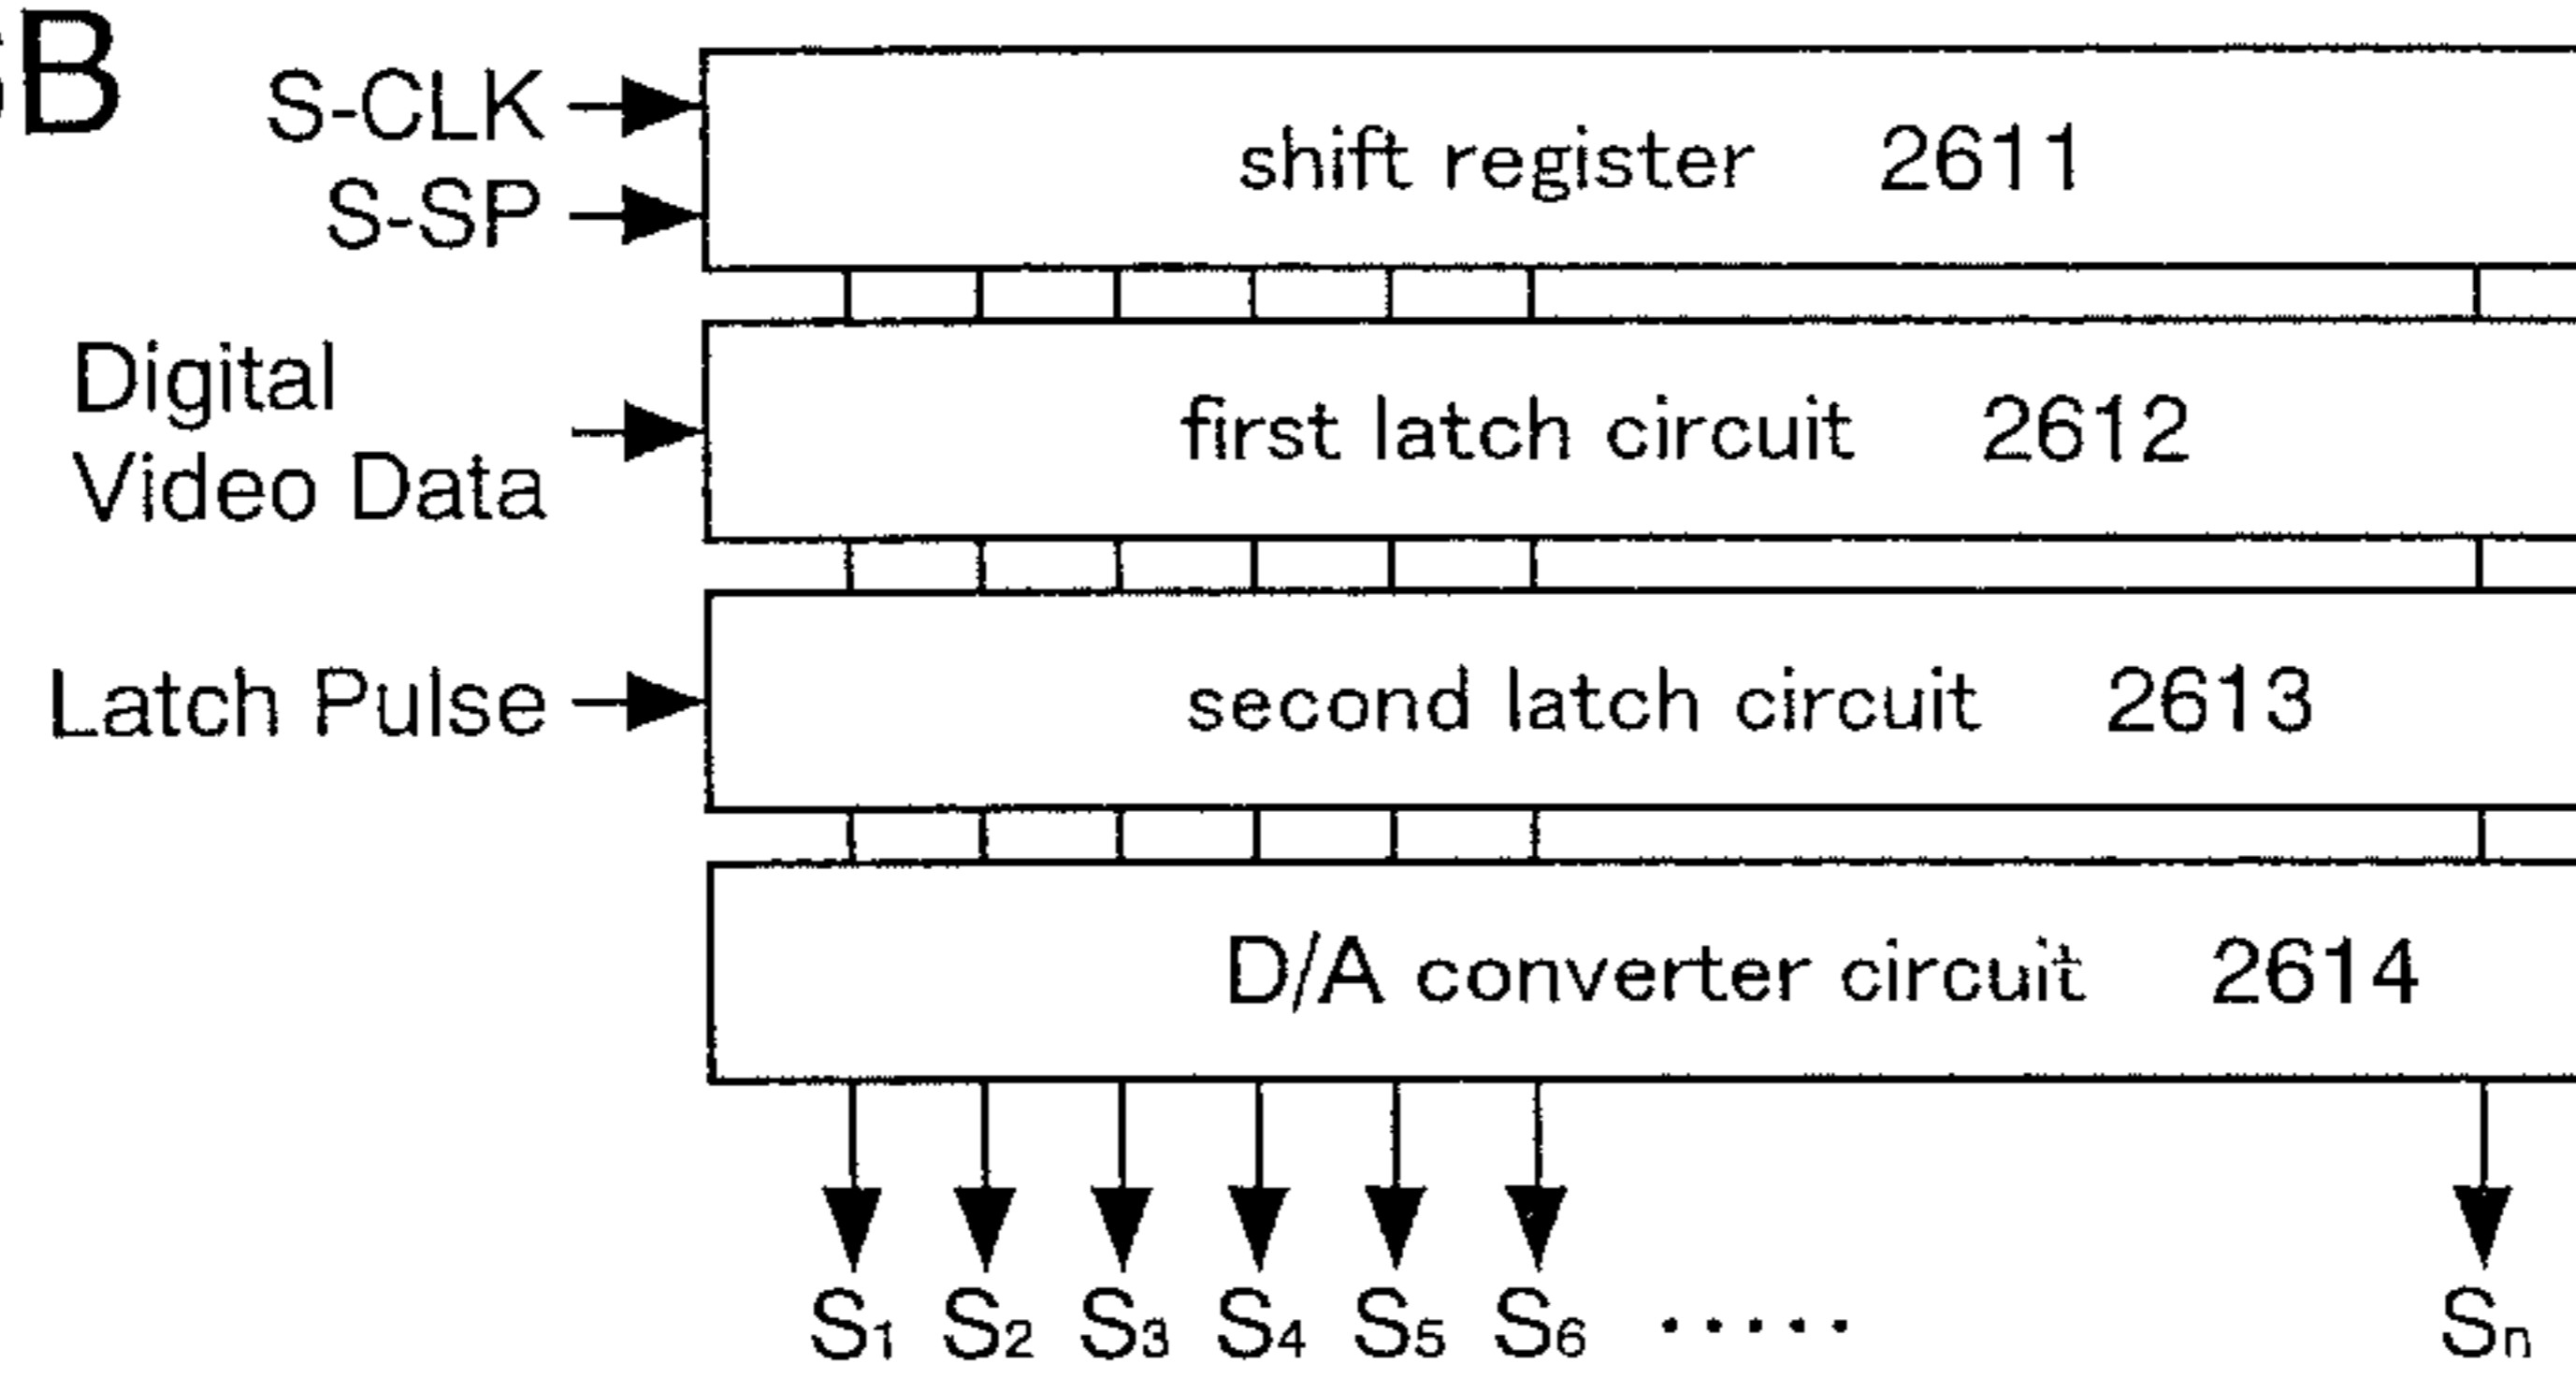 B
S-CLK
S-SP
shift register 2611
Digital
Video Data
first latch circuit 2612
Latch Pulse
second latch circuit 2613
D/A converter circuit 2614
S1 S2 S3 S4 S5 S6 ····· Sn